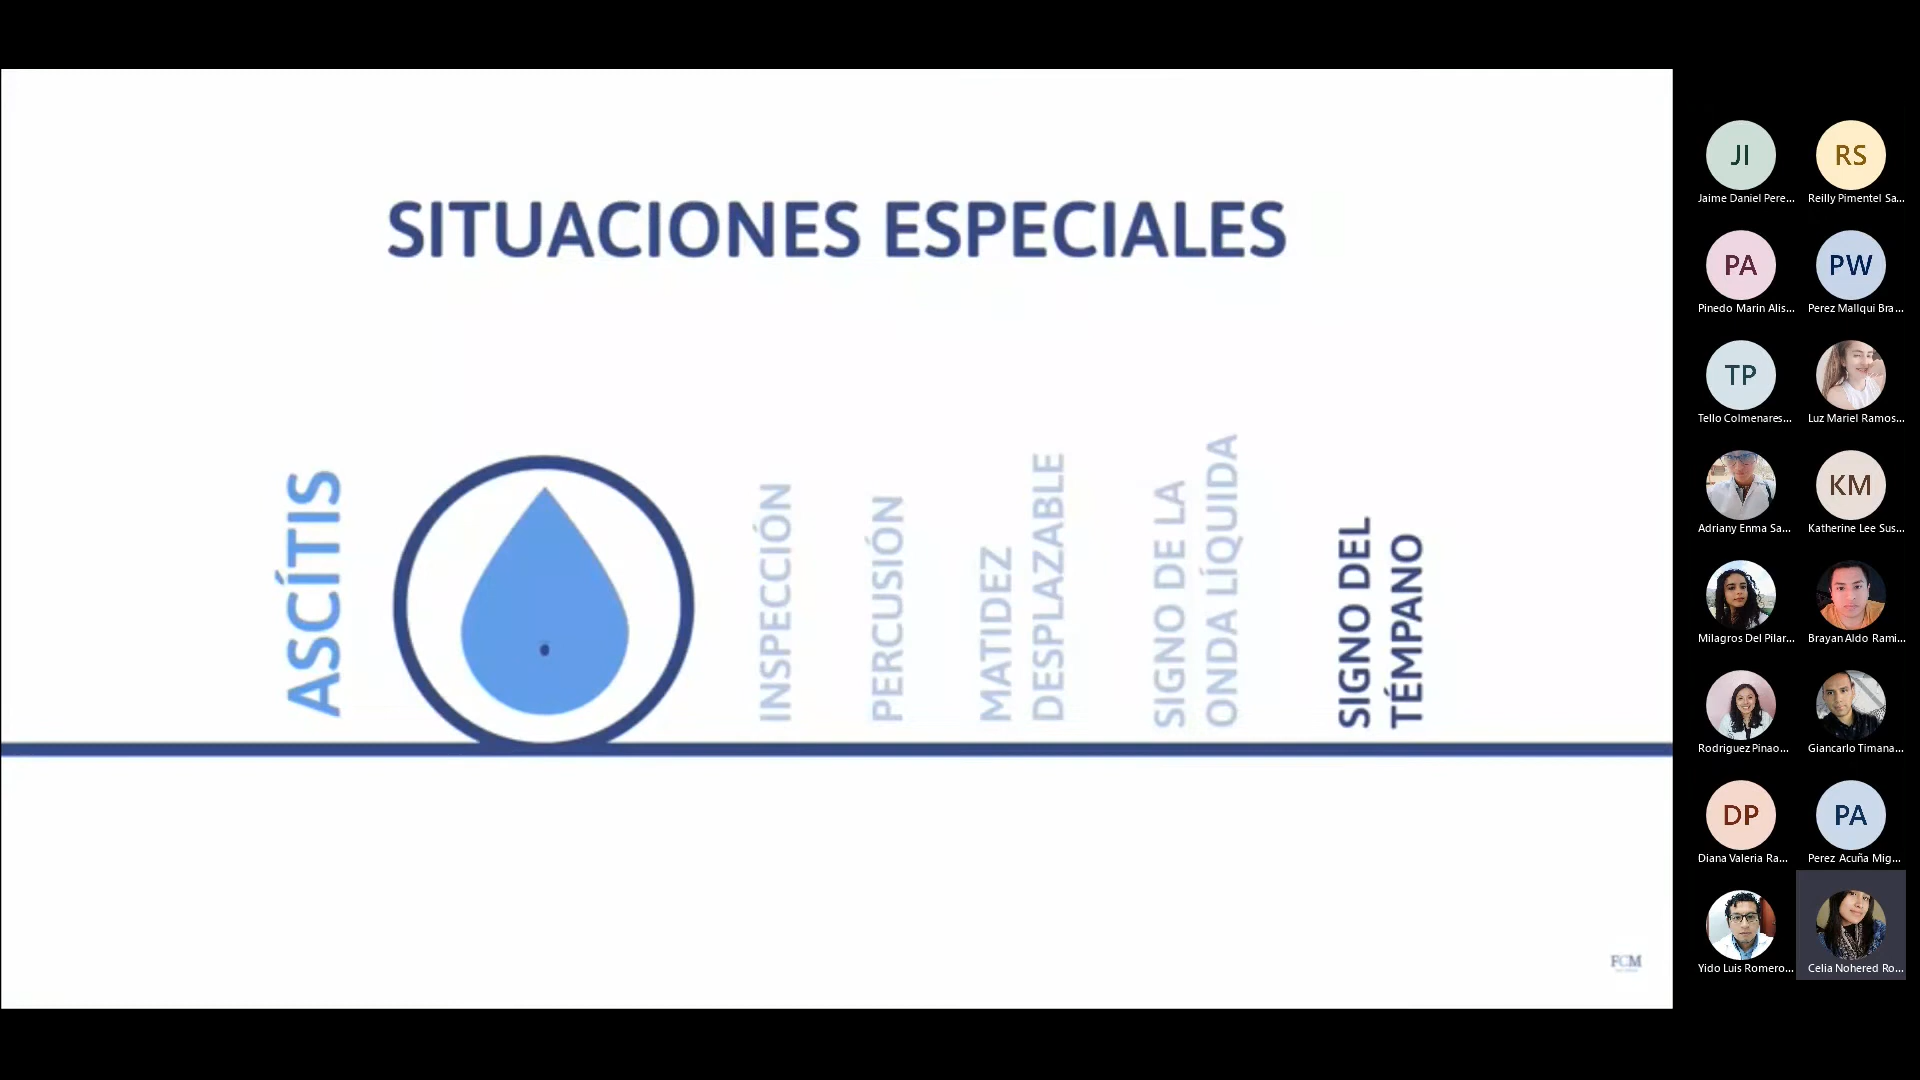 SITUACIONES ESPECIALES
ASCÍTIS
INSPECCIÓN
PERCUSIÓN
MATIDEZ
DESPLAZABLE
SIGNO DE LA
ONDA LÍQUIDA
SIGNO DEL
TÉMPANO
FCM
JI
Jaime Daniel Pere...
RS
Reilly Pimentel Sa...
PA
Pinedo Marin Alis...
PW
Perez Mallqui Bra...
TP
Tello Colmenares...
Luz Mariel Ramos...
Adriany Enma Sa...
KM
Katherine Lee Sus...
Milagros Del Pilar...
Brayan Aldo Rami...
Rodriguez Pinao...
Giancarlo Timana...
DP
Diana Valeria Ra...
PA
Perez Acuña Mig...
Yido Luis Romero...
Celia Nohered Ro...